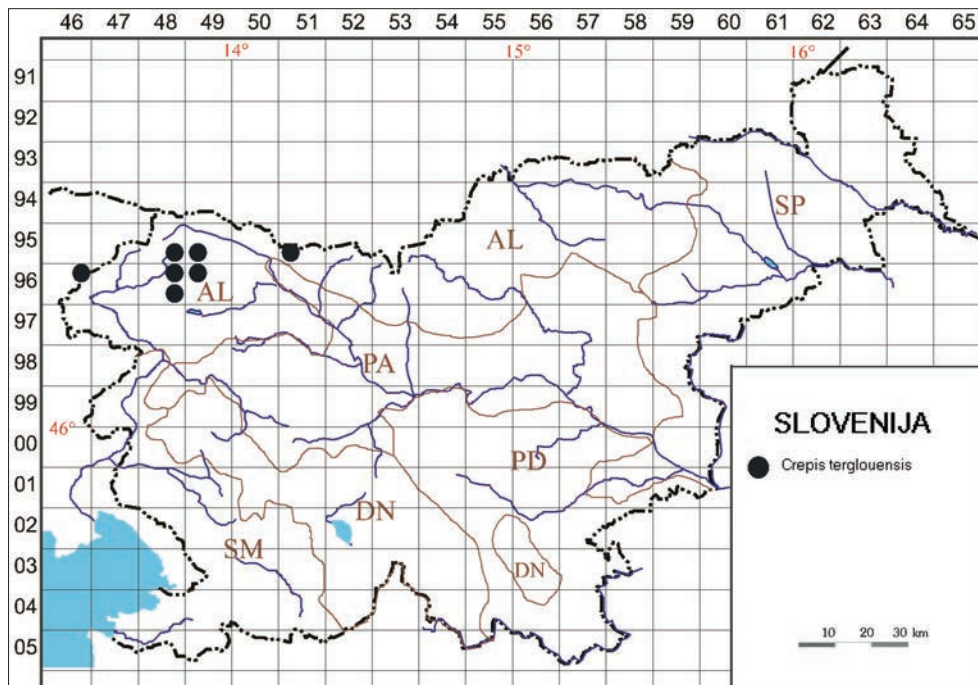 46 47 48 49 50 51 52 53 54 55 56 57 58 59 60 61 62 63 64 65
14° 15° 16°
91
92
93
94 SP
95 AL
96 AL
97
98 PA
99
46° 00 SLOVENIJA
PD Crepis terglouensis
01
02 DN
03 SM DN
04
05 10 20 30 km